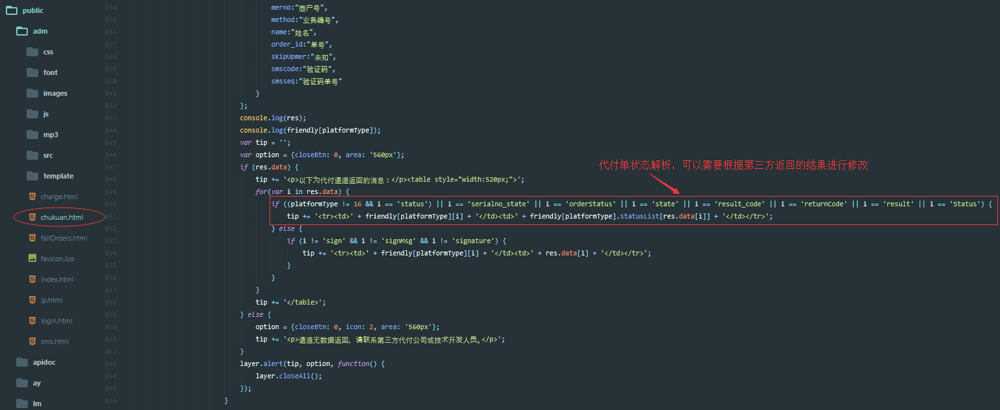 public
adm
css
font
images
js
mp3
src
template
charge.html
chukuan.html
failOrders.html
favicon.ico
index.html
ip.html
login.html
sms.html
apidoc
ay
lm
834 merno:"商户号",
835 method:"业务编号",
836 name:"姓名",
837 order_id:"单号",
838 skipUpmer:"未知",
839 smscode:"验证码",
840 smsseq:"验证码单号"
841 }
842 };
843 console.log(res);
844 console.log(friendly[platformType]);
845 var tip = '';
846 var option = {closeBtn: 0, area: '560px'};
847 if (res.data) {
848 tip += '<p>以下为代付通道返回的消息：</p><table style="width:520px;">';
849 for(var i in res.data) {
850 if ((platformType != 16 && i == 'status') || i == 'serialno_state' || i == 'orderStatus' || i == 'state' || i == 'result_code' || i == 'returnCode' || i == 'result' || i == 'Status') {
851 tip += '<tr><td>' + friendly[platformType][i] + '</td><td>' + friendly[platformType].statusList[res.data[i]] + '</td></tr>';
852 } else {
853 if (i != 'sign' && i != 'signMsg' && i != 'signature') {
854 tip += '<tr><td>' + friendly[platformType][i] + '</td><td>' + res.data[i] + '</td></tr>';
855 }
856 }
857 }
858 tip += '</table>';
859 } else {
860 option = {closeBtn: 0, icon: 2, area: '560px'};
861 tip += '<p>通道无数据返回，请联系第三方代付公司或技术开发人员。</p>';
862 }
863 layer.alert(tip, option, function() {
864 layer.closeAll();
865 });
866 }
代付单状态解析，可以需要根据第三方返回的结果进行修改